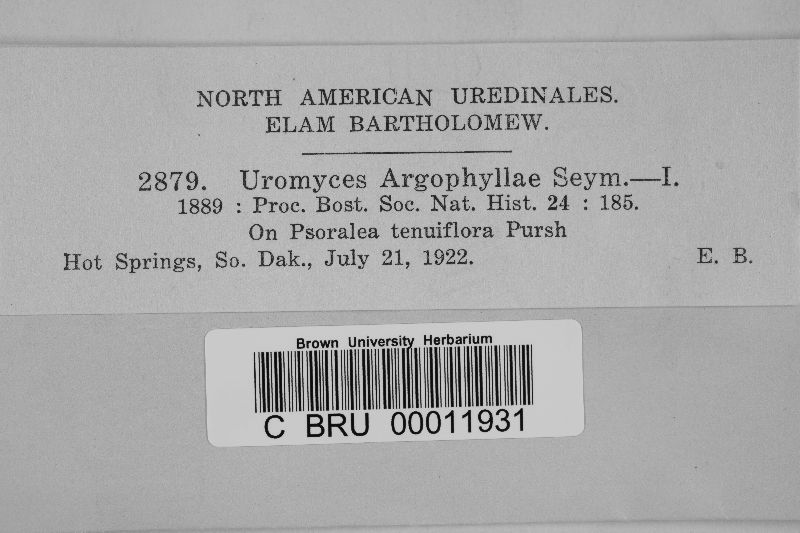 NORTH AMERICAN UREDINALES.
ELAM BARTHOLOMEW.
2879. Uromyces Argophyllae Seym.—I.
1889 : Proc. Bost. Soc. Nat. Hist. 24 : 185.
On Psoralea tenuiflora Pursh
Hot Springs, So. Dak., July 21, 1922. E. B.
Brown University Herbarium
C BRU 00011931